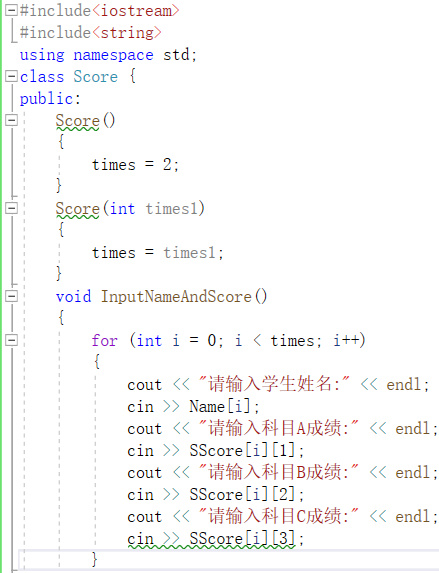 #include<iostream>
#include<string>
using namespace std;
class Score {
public:
    Score()
    {
        times = 2;
    }
    Score(int times1)
    {
        times = times1;
    }
    void InputNameAndScore()
    {
        for (int i = 0; i < times; i++)
        {
            cout << "请输入学生姓名:" << endl;
            cin >> Name[i];
            cout << "请输入科目A成绩:" << endl;
            cin >> SScore[i][1];
            cout << "请输入科目B成绩:" << endl;
            cin >> SScore[i][2];
            cout << "请输入科目C成绩:" << endl;
            cin >> SScore[i][3];
        }